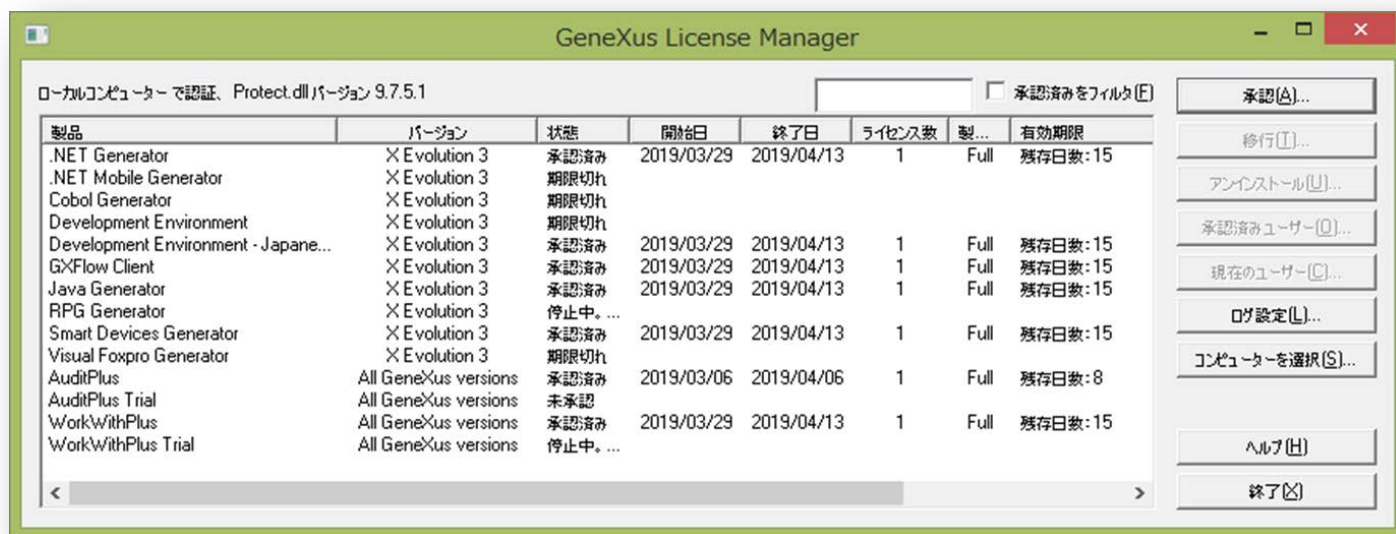 GeneXus License Manager
ローカルコンピューター で認証、Protect.dll バージョン 9.7.5.1 承認済みをフィルタ(F) 承認(A)...
製品 バージョン 状態 開始日 終了日 ライセンス数 製... 有効期限
移行(T)...
.NET Generator X Evolution 3 承認済み 2019/03/29 2019/04/13 1 Full 残存日数:15
.NET Mobile Generator X Evolution 3 期限切れ
アンインストール(U)...
Cobol Generator X Evolution 3 期限切れ
Development Environment X Evolution 3 期限切れ
承認済みユーザー(O)...
Development Environment - Japane... X Evolution 3 承認済み 2019/03/29 2019/04/13 1 Full 残存日数:15
GXFlow Client X Evolution 3 承認済み 2019/03/29 2019/04/13 1 Full 残存日数:15
現在のユーザー(C)...
Java Generator X Evolution 3 承認済み 2019/03/29 2019/04/13 1 Full 残存日数:15
RPG Generator X Evolution 3 停止中。...
ログ設定(L)...
Smart Devices Generator X Evolution 3 承認済み 2019/03/29 2019/04/13 1 Full 残存日数:15
Visual Foxpro Generator X Evolution 3 期限切れ
コンピューターを選択(S)...
AuditPlus All GeneXus versions 承認済み 2019/03/06 2019/04/06 1 Full 残存日数:8
AuditPlus Trial All GeneXus versions 未承認
WorkWithPlus All GeneXus versions 承認済み 2019/03/29 2019/04/13 1 Full 残存日数:15
WorkWithPlus Trial All GeneXus versions 停止中。...
ヘルプ(H)
終了(X)